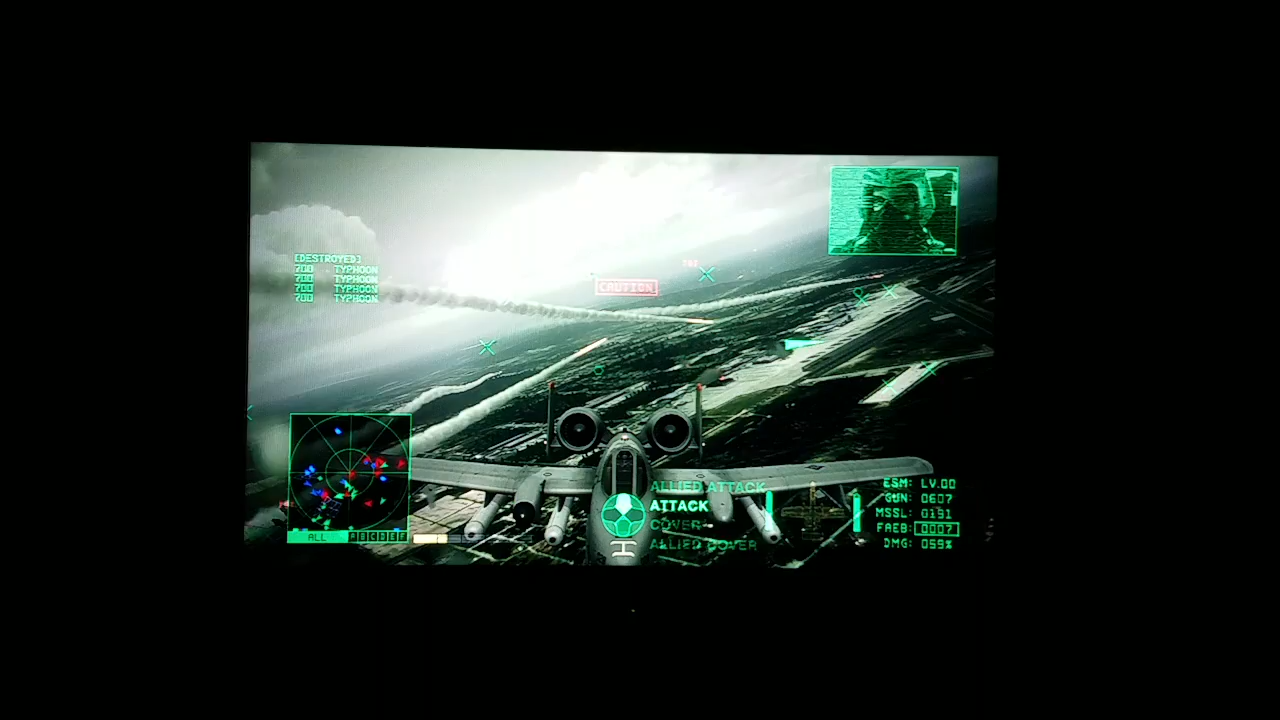 [DESTROYED]
700 TYPHOON
700 TYPHOON
700 TYPHOON
700 TYPHOON
CAUTION
ALLIED ATTACK
ATTACK
COVER
ALLIED COVER
ESM: LV.00
GUN: 0607
MSSL: 0191
FAEB: 0007
DMG: 059%
ALL A B C D E F